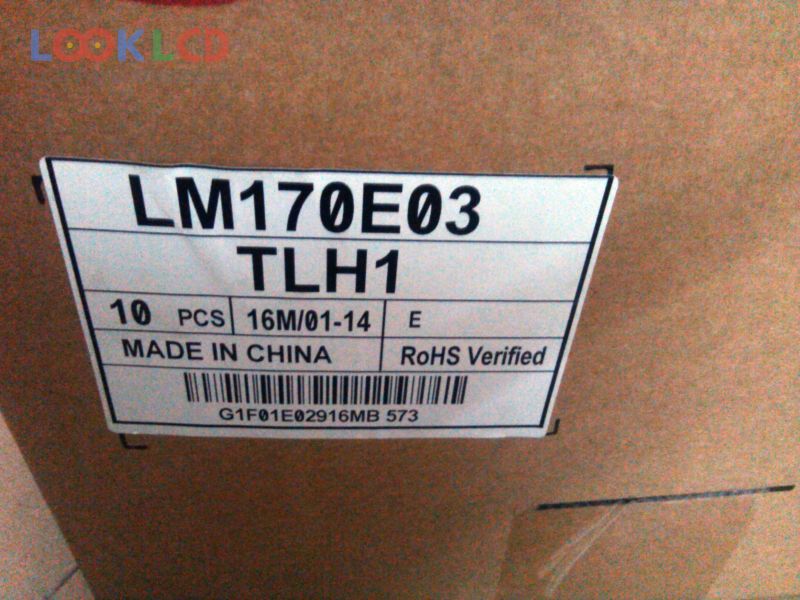 LOOKLCD
LM170E03
TLH1
10 PCS 16M/01-14 E
MADE IN CHINA RoHS Verified
G1F01E02916MB 573